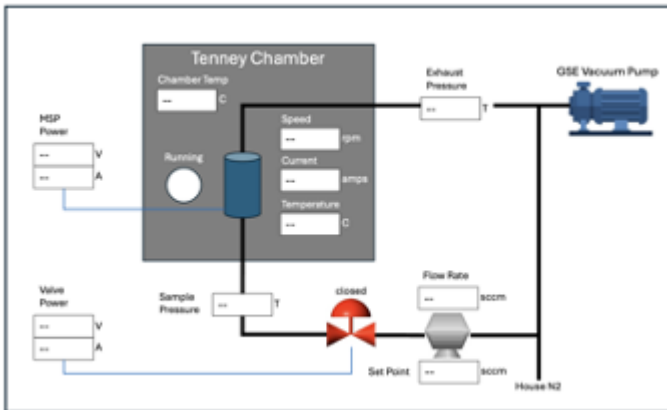 Tenney Chamber
Chamber Temp
-- C
Exhaust
Pressure
-- T
GSE Vacuum Pump
MSP
Power
-- V
-- A
Speed
-- rpm
Running
Current
-- amps
Temperature
-- C
Valve
Power
-- V
-- A
Sample
Pressure
-- T
closed
Flow Rate
-- sccm
Set Point
-- sccm
House N2